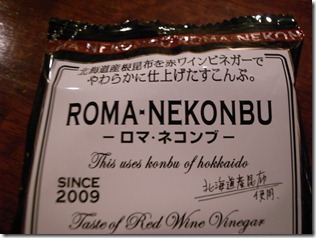 北海道産根昆布を赤ワインビネガーで
やわらかに仕上げたすこんぶ。
ROMA-NEKONBU
－ロマ・ネコンブ－
This uses konbu of hokkaido
SINCE
2009
北海道産昆布
使用
Taste of Red Wine Vinegar